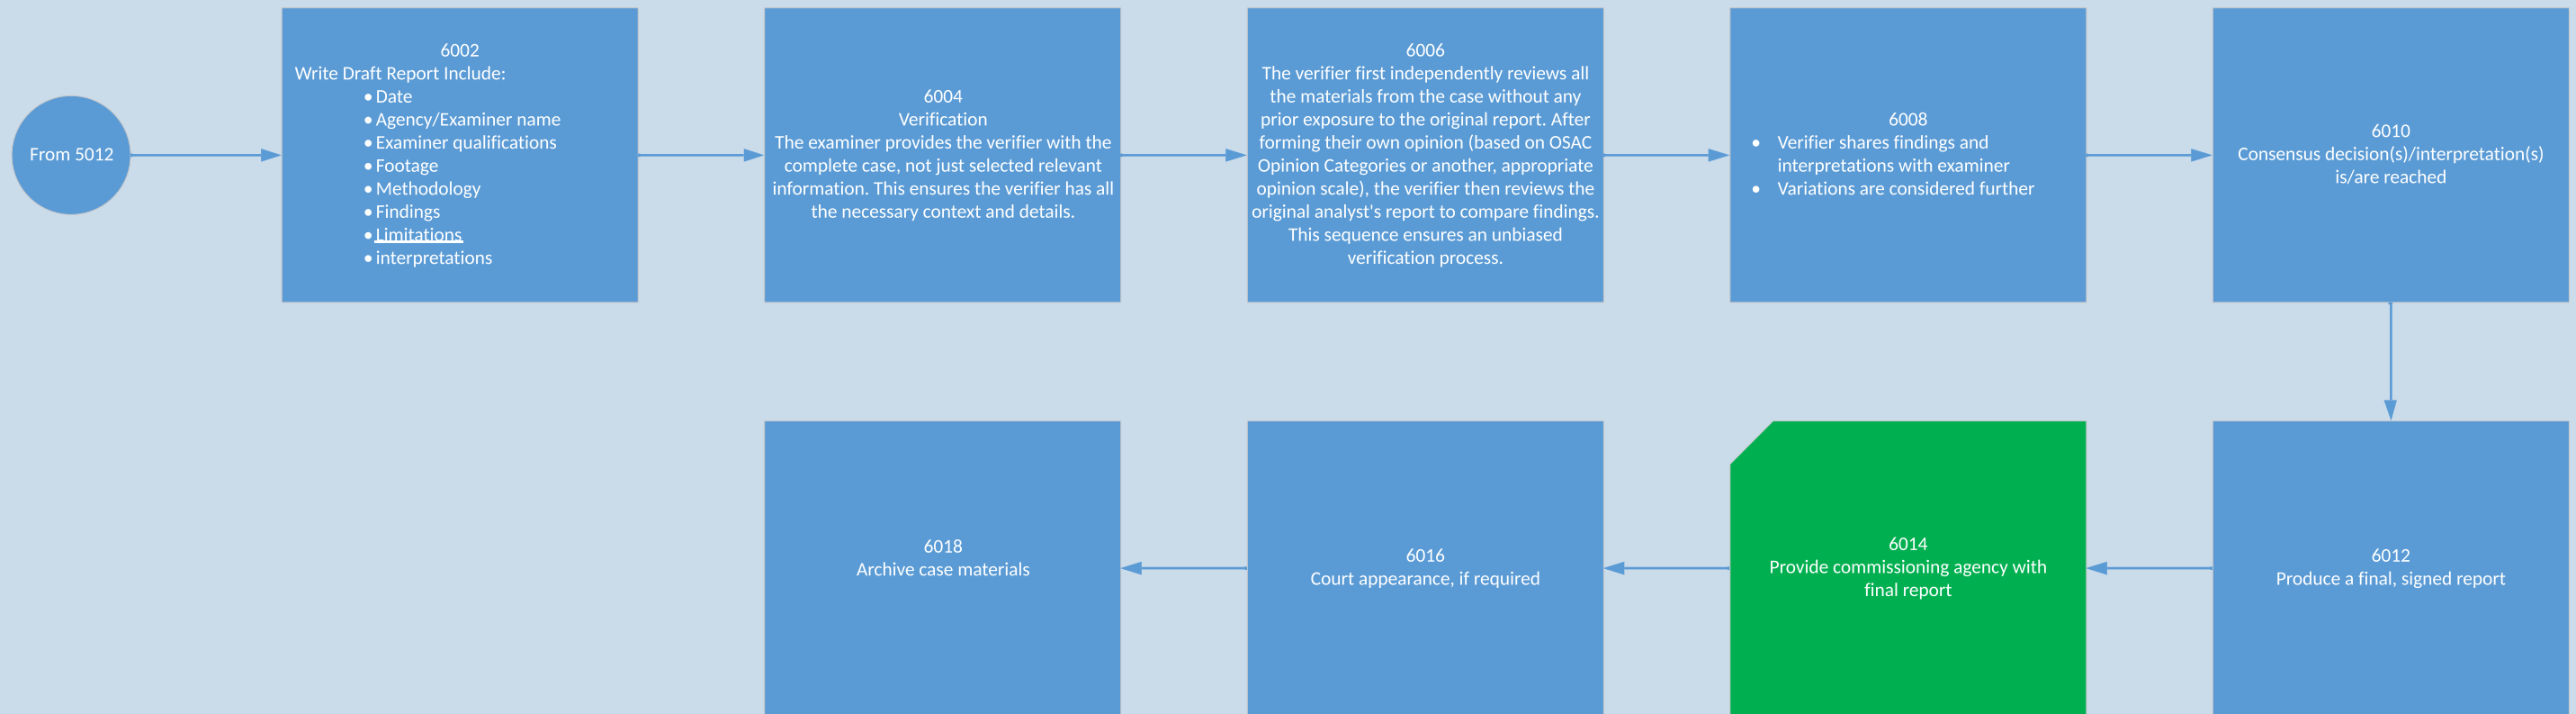 From 5012
6002
Write Draft Report Include:
• Date
• Agency/Examiner name
• Examiner qualifications
• Footage
• Methodology
• Findings
• Limitations
• interpretations
6004
Verification
The examiner provides the verifier with the
complete case, not just selected relevant
information. This ensures the verifier has all
the necessary context and details.
6006
The verifier first independently reviews all
the materials from the case without any
prior exposure to the original report. After
forming their own opinion (based on OSAC
Opinion Categories or another, appropriate
opinion scale), the verifier then reviews the
original analyst's report to compare findings.
This sequence ensures an unbiased
verification process.
6008
• Verifier shares findings and
interpretations with examiner
• Variations are considered further
6010
Consensus decision(s)/interpretation(s)
is/are reached
6012
Produce a final, signed report
6014
Provide commissioning agency with
final report
6016
Court appearance, if required
6018
Archive case materials